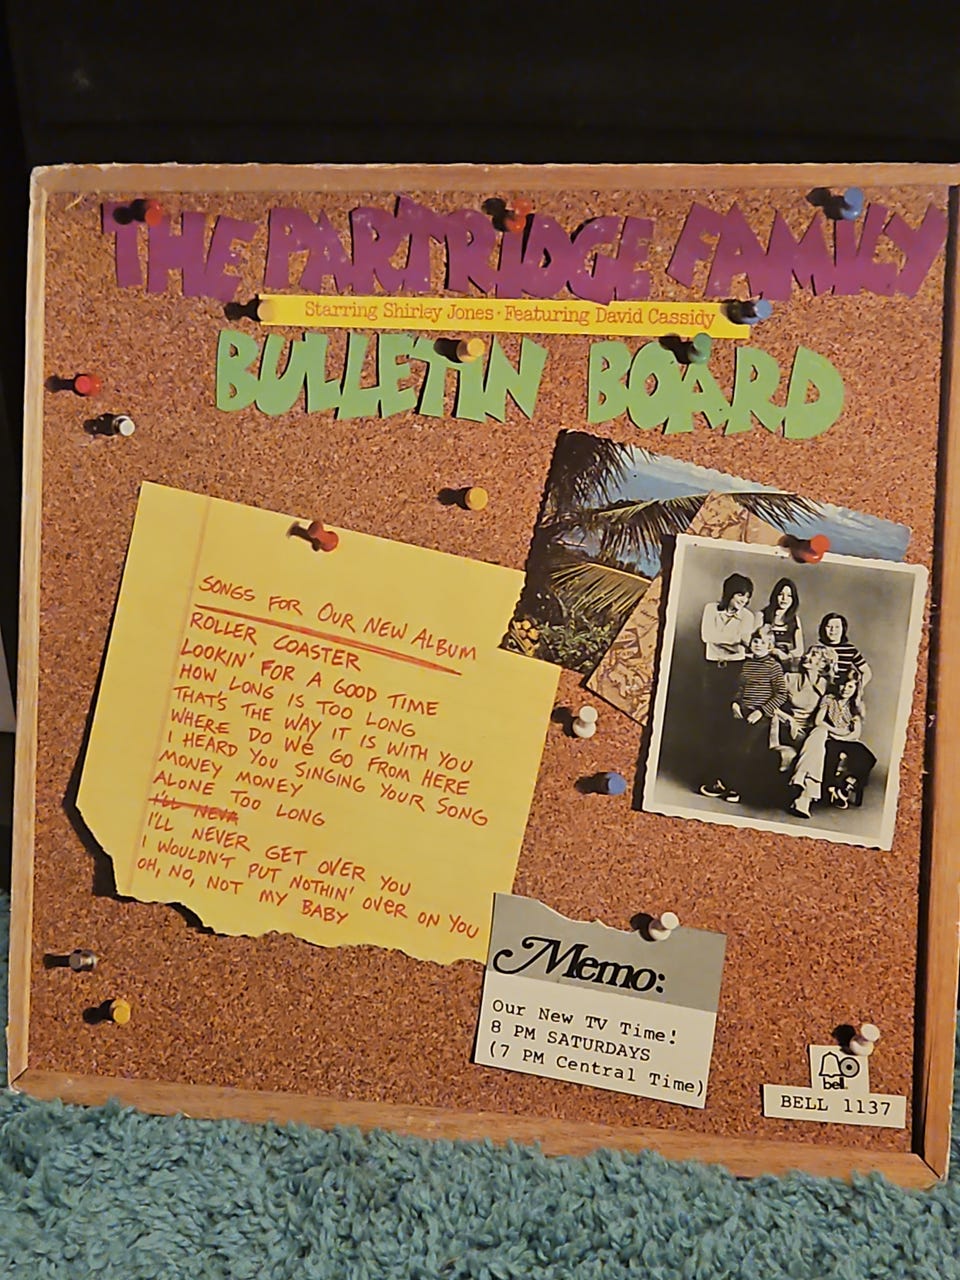 THE PARTRIDGE FAMILY
Starring Shirley Jones · Featuring David Cassidy
BULLETIN BOARD
SONGS FOR OUR NEW ALBUM
ROLLER COASTER
LOOKIN' FOR A GOOD TIME
HOW LONG IS TOO LONG
THAT'S THE WAY IT IS WITH YOU
WHERE DO WE GO FROM HERE
I HEARD YOU SINGING YOUR SONG
MONEY MONEY
ALONE TOO LONG
I'LL NEVA
I'LL NEVER GET OVER YOU
I WOULDN'T PUT NOTHIN' OVER ON YOU
OH, NO, NOT MY BABY
Memo:
Our New TV Time!
8 PM SATURDAYS
(7 PM Central Time)
bell
BELL 1137